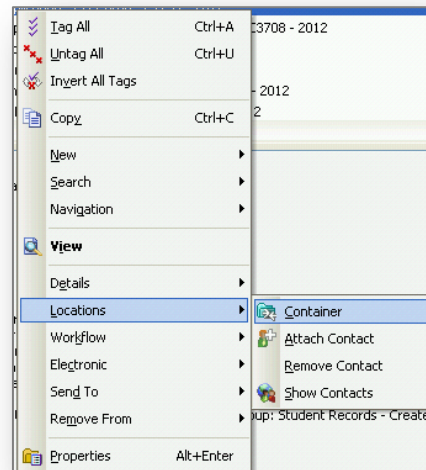 Tag All Ctrl+A
C3708 - 2012
Untag All Ctrl+U
Invert All Tags
- 2012
Copy Ctrl+C
2
New
Search
Navigation
View
Details
Locations
Container
Workflow
Attach Contact
Electronic
Remove Contact
Send To
Show Contacts
Remove From
oup: Student Records - Create
Properties Alt+Enter